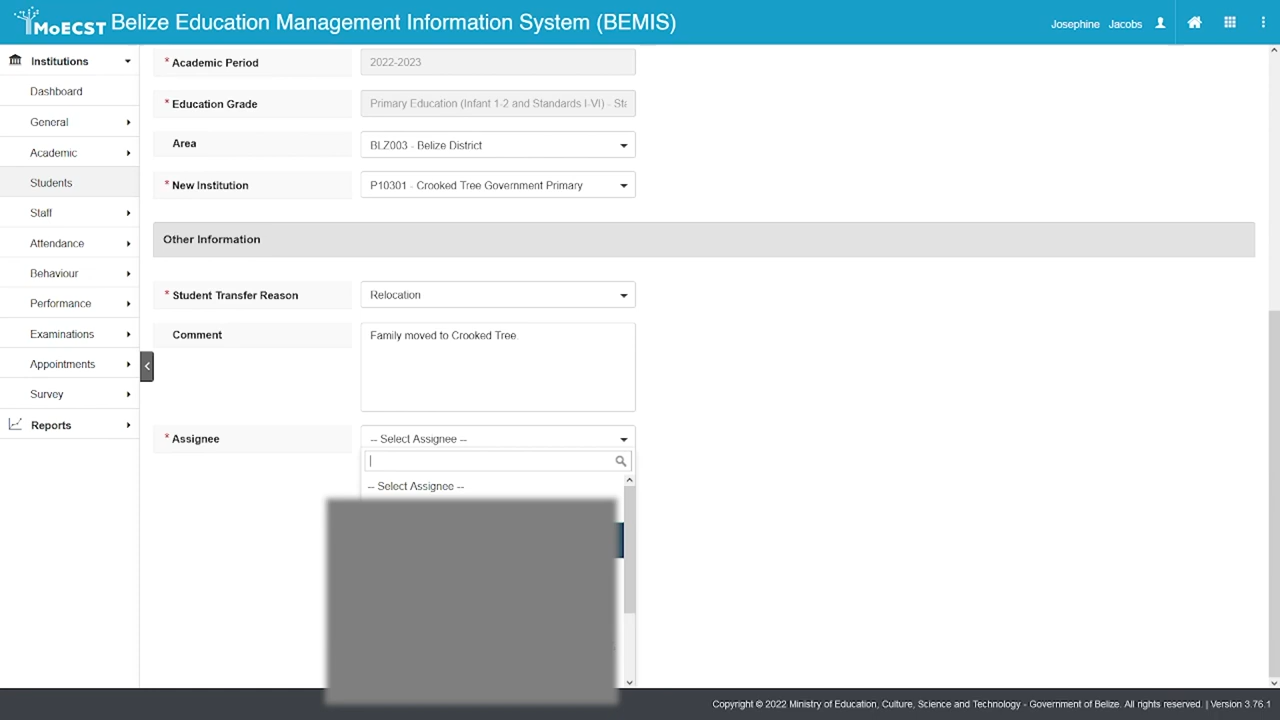 MoECST Belize Education Management Information System (BEMIS)
Josephine Jacobs
Institutions
Dashboard
General
Academic
Students
Staff
Attendance
Behaviour
Performance
Examinations
Appointments
Survey
Reports
* Academic Period 2022-2023
* Education Grade Primary Education (Infant 1-2 and Standards I-VI) - Sta
Area BLZ003 - Belize District
* New Institution P10301 - Crooked Tree Government Primary
Other Information
* Student Transfer Reason Relocation
Comment Family moved to Crooked Tree
* Assignee -- Select Assignee --
-- Select Assignee --
Copyright © 2022 Ministry of Education, Culture, Science and Technology - Government of Belize. All rights reserved. | Version 3.76.1